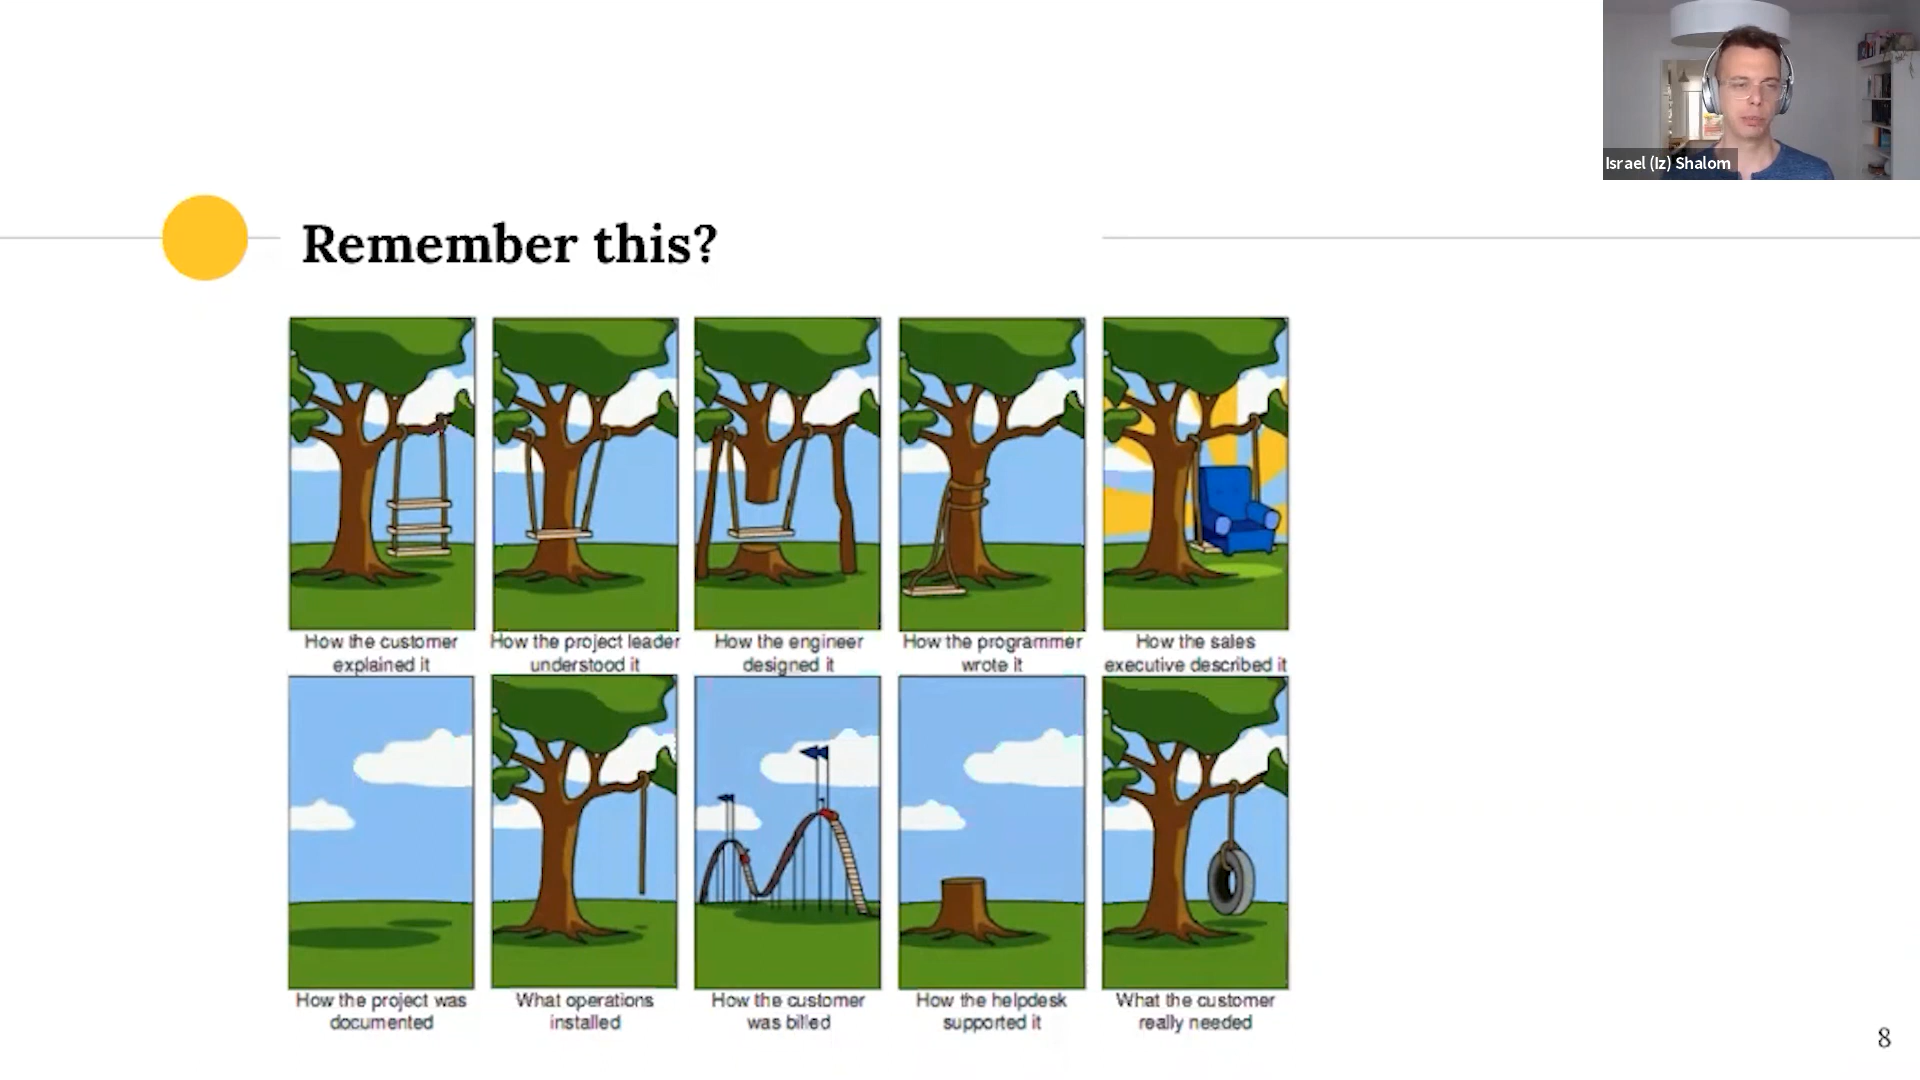 Israel (Iz) Shalom
Remember this?
How the customer
explained it
How the project leader
understood it
How the engineer
designed it
How the programmer
wrote it
How the sales
executive described it
How the project was
documented
What operations
installed
How the customer
was billed
How the helpdesk
supported it
What the customer
really needed
8